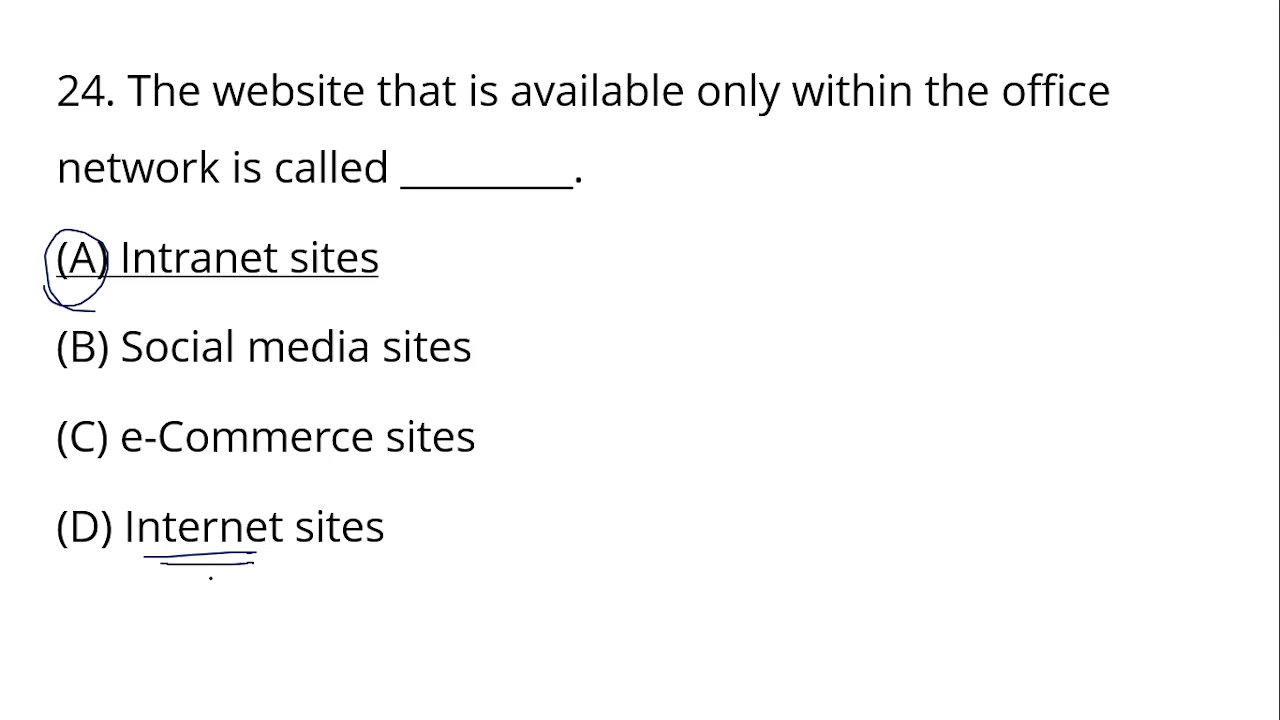 24. The website that is available only within the office
network is called ________.
(A) Intranet sites
(B) Social media sites
(C) e-Commerce sites
(D) Internet sites